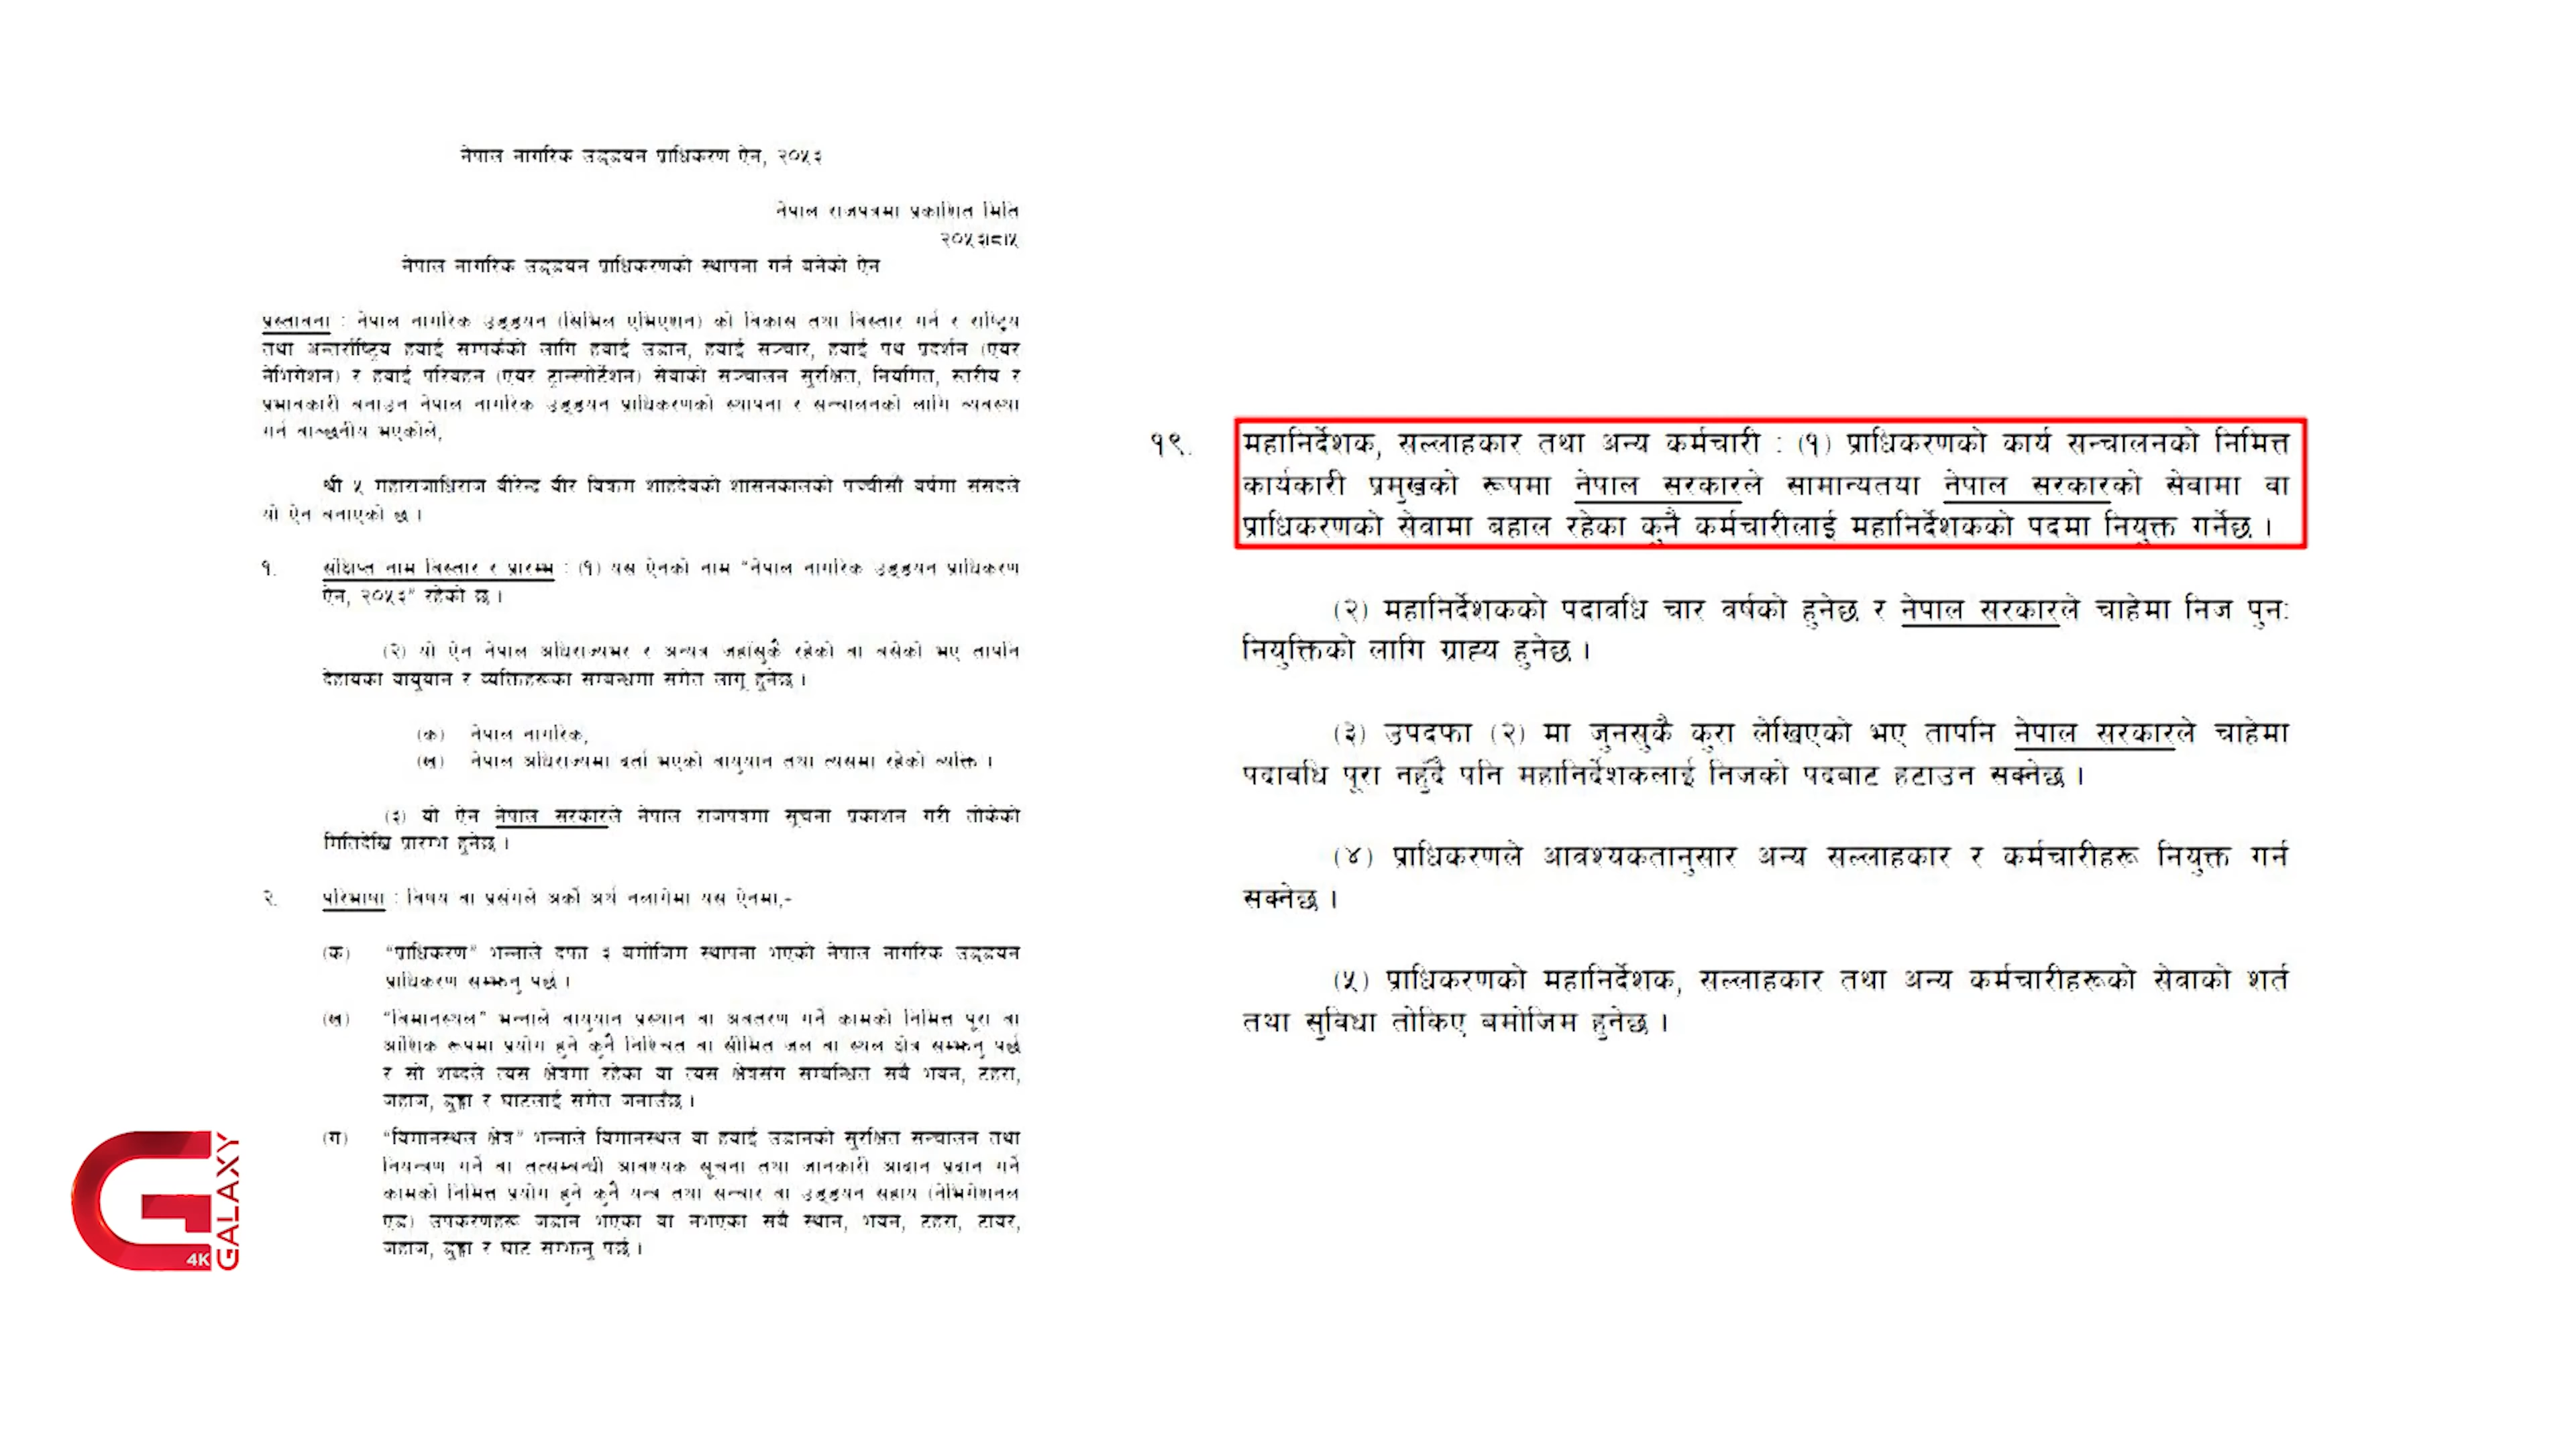 नेपाल नागरिक उड्डयन प्राधिकरण ऐन, २०५३
नेपाल राजपत्रमा प्रकाशित मिति
२०५३।८।५
नेपाल नागरिक उड्डयन प्राधिकरणको स्थापना गर्न बनेको ऐन
प्रस्तावना : नेपाल नागरिक उड्डयन (सिभिल एभिएशन) को विकास तथा विस्तार गर्न र राष्ट्रिय
तथा अन्तर्राष्ट्रिय हवाई सम्पर्कको लागि हवाई उडान, हवाई सञ्चार, हवाई पथ प्रदर्शन (एयर
नेभिगेशन) र हवाई परिवहन (एयर ट्रान्स्पोर्टेशन) सेवाको सञ्चालन सुरक्षित, नियमित, स्तरीय र
प्रभावकारी बनाउन नेपाल नागरिक उड्डयन प्राधिकरणको स्थापना र सञ्चालनको लागि व्यवस्था
गर्न वाञ्छनीय भएकोले,
श्री ५ महाराजाधिराज वीरेन्द्र वीर विक्रम शाहदेवको शासनकालको पच्चीसौं वर्षमा संसदले
यो ऐन बनाएको छ ।
१. संक्षिप्त नाम विस्तार र प्रारम्भ : (१) यस ऐनको नाम "नेपाल नागरिक उड्डयन प्राधिकरण
ऐन, २०५३" रहेको छ ।
(२) यो ऐन नेपाल अधिराज्यभर र अन्यत्र जहाँसुकै रहेको वा बसेको भए तापनि
देहायका वायुयान र व्यक्तिहरूका सम्बन्धमा समेत लागू हुनेछ ।
(क) नेपाल नागरिक,
(ख) नेपाल अधिराज्यमा दर्ता भएको वायुयान तथा त्यसमा रहेको व्यक्ति ।
(३) यो ऐन नेपाल सरकारले नेपाल राजपत्रमा सूचना प्रकाशन गरी तोकेको
मितिदेखि प्रारम्भ हुनेछ ।
२. परिभाषा : विषय वा प्रसंगले अर्को अर्थ नलागेमा यस ऐनमा,-
(क) "प्राधिकरण" भन्नाले दफा ३ बमोजिम स्थापना भएको नेपाल नागरिक उड्डयन
प्राधिकरण सम्झनु पर्छ ।
(ख) "विमानस्थल" भन्नाले वायुयान प्रस्थान वा अवतरण गर्ने कामको निमित्त पूरा वा
आंशिक रूपमा प्रयोग हुने कुनै निश्चित वा सीमित जल वा स्थल क्षेत्र सम्झनु पर्छ
र सो शब्दले त्यस क्षेत्रमा रहेका वा त्यस क्षेत्रसंग सम्बन्धित सबै भवन, टहरा,
जहाज, डुङ्गा र घाटलाई समेत जनाउँछ ।
(ग) "विमानस्थल क्षेत्र" भन्नाले विमानस्थल वा हवाई उडानको सुरक्षित सञ्चालन तथा
नियन्त्रण गर्ने वा तत्सम्बन्धी आवश्यक सूचना तथा जानकारी आदान प्रदान गर्ने
कामको निमित्त प्रयोग हुने कुनै यन्त्र तथा सञ्चार वा उड्डयन सहाय (नेभिगेशनल
एड) उपकरणहरू जडान भएका वा नभएका सबै स्थान, भवन, टहरा, टावर,
जहाज, डुङ्गा र घाट सम्झनु पर्छ ।
१९. महानिर्देशक, सल्लाहकार तथा अन्य कर्मचारी : (१) प्राधिकरणको कार्य सञ्चालनको निमित्त
कार्यकारी प्रमुखको रूपमा नेपाल सरकारले सामान्यतया नेपाल सरकारको सेवामा वा
प्राधिकरणको सेवामा बहाल रहेका कुनै कर्मचारीलाई महानिर्देशकको पदमा नियुक्त गर्नेछ ।
(२) महानिर्देशकको पदावधि चार वर्षको हुनेछ र नेपाल सरकारले चाहेमा निज पुनः
नियुक्तिको लागि ग्राह्य हुनेछ ।
(३) उपदफा (२) मा जुनसुकै कुरा लेखिएको भए तापनि नेपाल सरकारले चाहेमा
पदावधि पूरा नहुँदै पनि महानिर्देशकलाई निजको पदबाट हटाउन सक्नेछ ।
(४) प्राधिकरणले आवश्यकतानुसार अन्य सल्लाहकार र कर्मचारीहरू नियुक्त गर्न
सक्नेछ ।
(५) प्राधिकरणको महानिर्देशक, सल्लाहकार तथा अन्य कर्मचारीहरूको सेवाको शर्त
तथा सुविधा तोकिए बमोजिम हुनेछ ।
GALAXY
4K